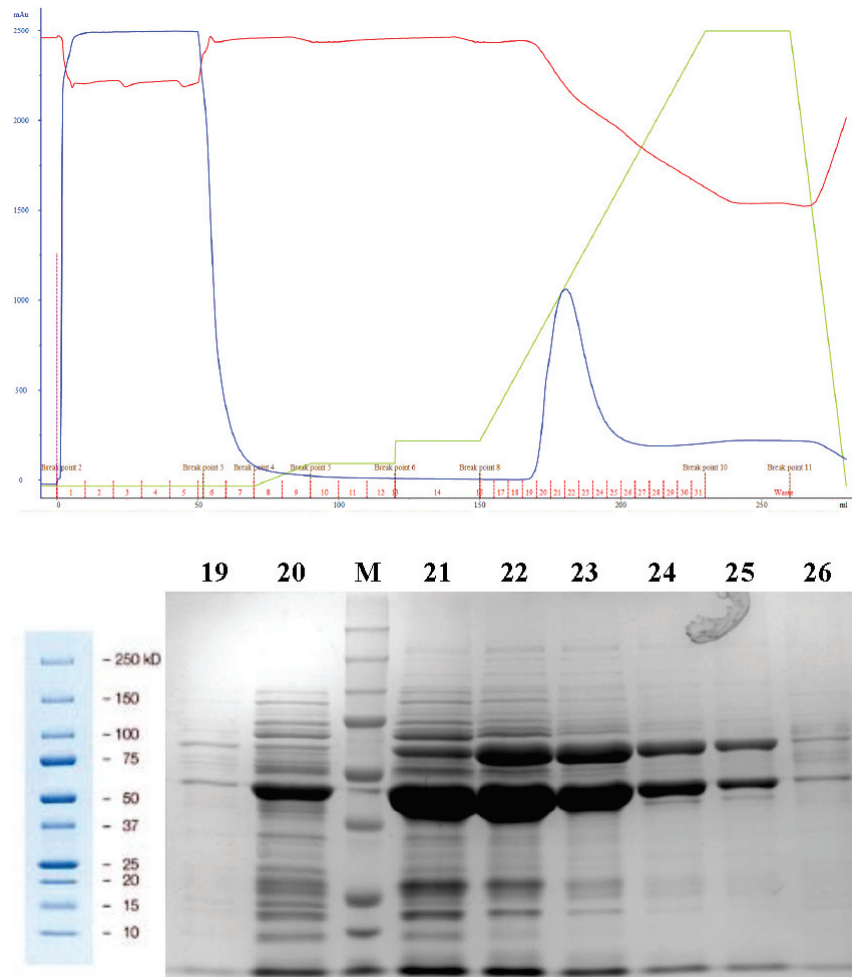 mAu
2500
2000
1500
1000
500
0
Break point 2
Break point 3
Break point 4
Break point 5
Break point 6
Break point 8
Break point 10
Break point 11
1 2 3 4 5 6 7 8 9 10 11 12 13 14 17 18 19 20 21 22 23 24 25 26 27 28 29 30 31 Waste
0 50 100 150 200 250 ml
19 20 M 21 22 23 24 25 26
250 kD
150
100
75
50
37
25
20
15
10